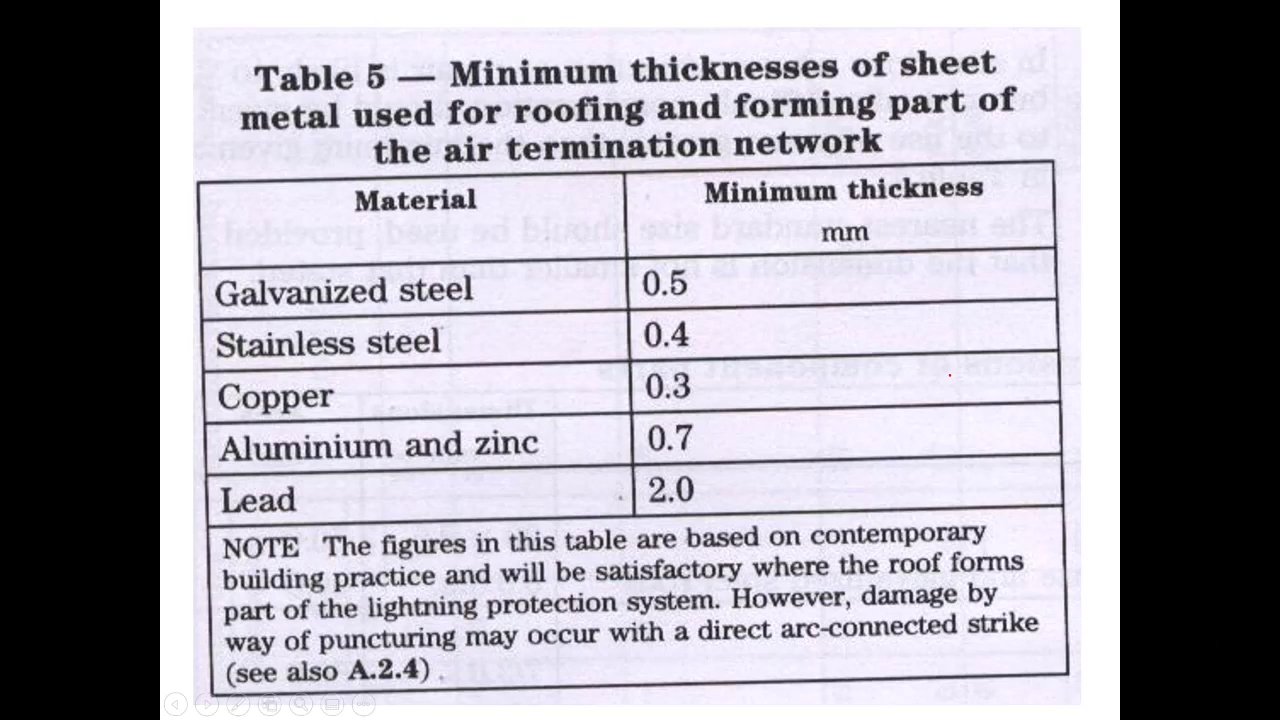 Table 5 — Minimum thicknesses of sheet
metal used for roofing and forming part of
the air termination network
Material Minimum thickness
mm
Galvanized steel 0.5
Stainless steel 0.4
Copper 0.3
Aluminium and zinc 0.7
Lead 2.0
NOTE The figures in this table are based on contemporary
building practice and will be satisfactory where the roof forms
part of the lightning protection system. However, damage by
way of puncturing may occur with a direct arc-connected strike
(see also A.2.4) .